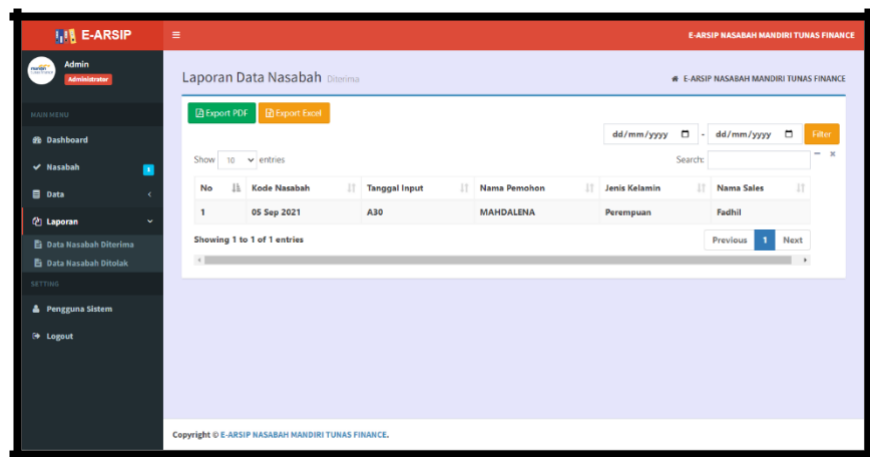 E-ARSIP
E-ARSIP NASABAH MANDIRI TUNAS FINANCE
Admin
Administrator
Laporan Data Nasabah Diterima
E-ARSIP NASABAH MANDIRI TUNAS FINANCE
MAIN MENU
Dashboard
Nasabah
Data
Laporan
Data Nasabah Diterima
Data Nasabah Ditolak
SETTING
Pengguna Sistem
Logout
Export PDF Export Excel
dd/mm/yyyy - dd/mm/yyyy Filter
Show 10 entries Search:
No Kode Nasabah Tanggal Input Nama Pemohon Jenis Kelamin Nama Sales
1 05 Sep 2021 A30 MAHDALENA Perempuan Fadhil
Showing 1 to 1 of 1 entries Previous 1 Next
Copyright © E-ARSIP NASABAH MANDIRI TUNAS FINANCE.